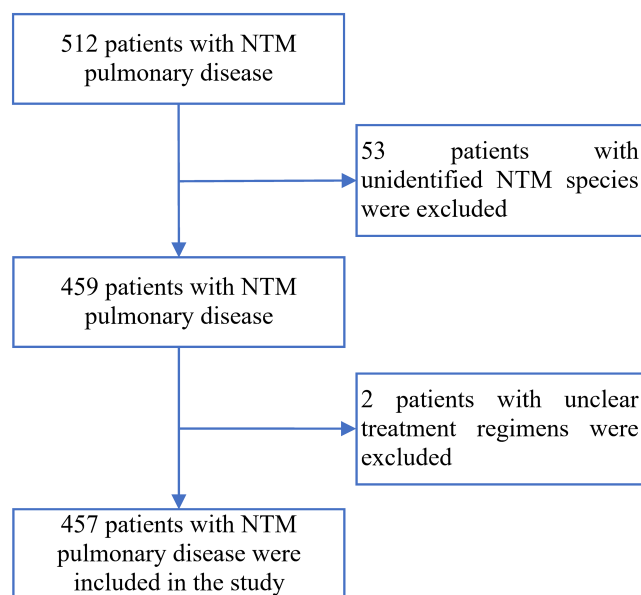 512 patients with NTM
pulmonary disease
53 patients with
unidentified NTM species
were excluded
459 patients with NTM
pulmonary disease
2 patients with unclear
treatment regimens were
excluded
457 patients with NTM
pulmonary disease were
included in the study